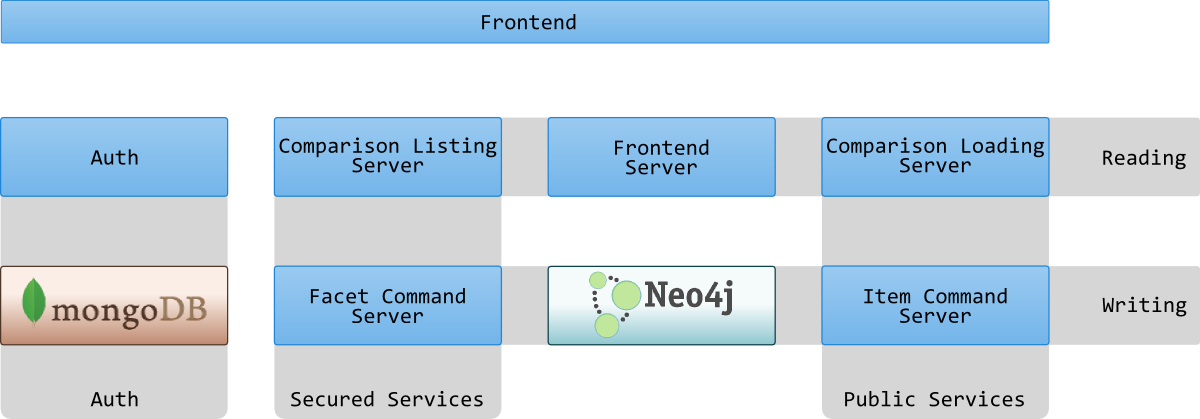 Frontend
Auth
Comparison Listing
Server
Frontend
Server
Comparison Loading
Server
Reading
mongoDB
Facet Command
Server
Neo4j
Item Command
Server
Writing
Auth
Secured Services
Public Services